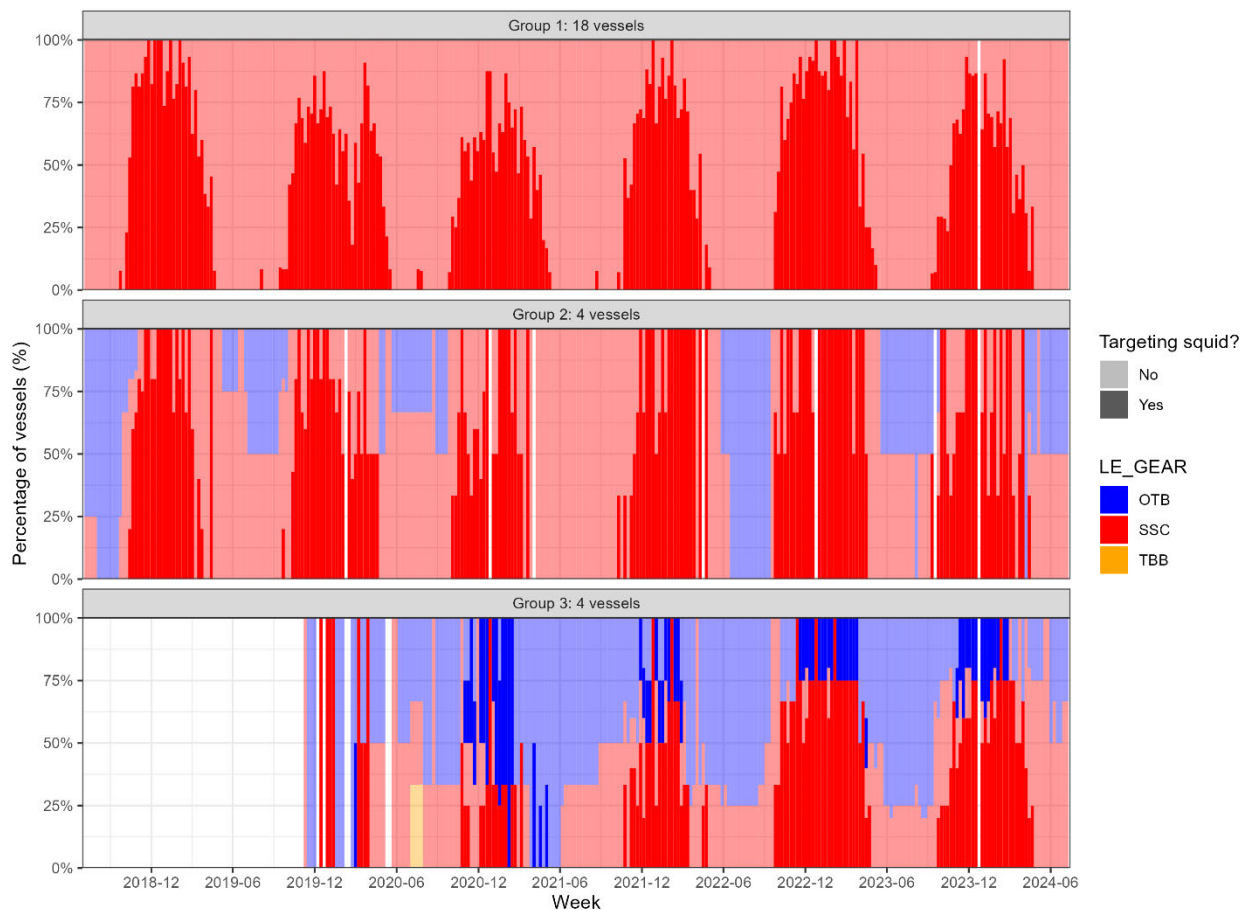 Group 1: 18 vessels
100%
75%
50%
25%
0%
Group 2: 4 vessels
100%
75%
50%
25%
0%
Group 3: 4 vessels
100%
75%
50%
25%
0%
Percentage of vessels (%)
2018-12 2019-06 2019-12 2020-06 2020-12 2021-06 2021-12 2022-06 2022-12 2023-06 2023-12 2024-06
Week
Targeting squid?
No
Yes
LE_GEAR
OTB
SSC
TBB